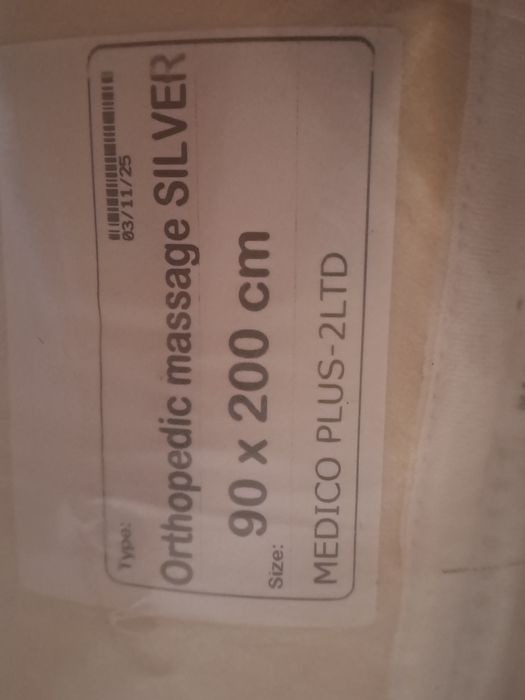 03/11/25
Type:
Orthopedic massage SILVER
90 x 200 cm
Size:
MEDICO PLUS-2LTD